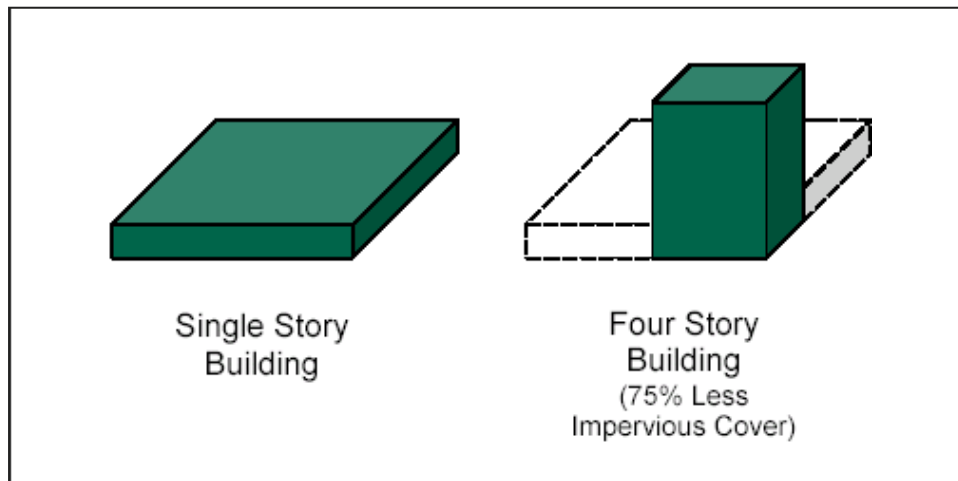 Single Story
Building
Four Story
Building
(75% Less
Impervious Cover)